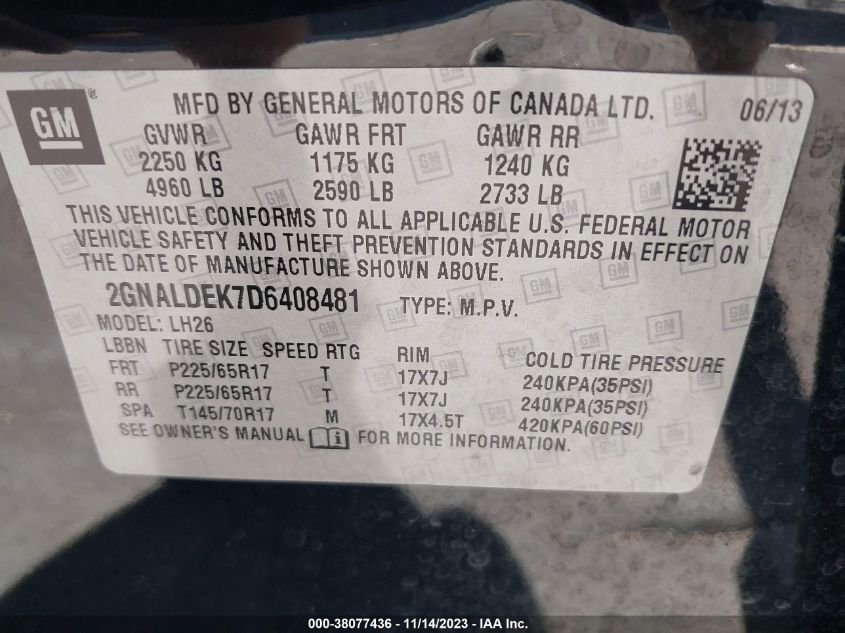 GM ®
MFD BY GENERAL MOTORS OF CANADA LTD. 06/13
GVWR GAWR FRT GAWR RR
2250 KG 1175 KG 1240 KG
4960 LB 2590 LB 2733 LB
THIS VEHICLE CONFORMS TO ALL APPLICABLE U.S. FEDERAL MOTOR
VEHICLE SAFETY AND THEFT PREVENTION STANDARDS IN EFFECT ON
THE DATE OF MANUFACTURE SHOWN ABOVE.
2GNALDEK7D6408481 TYPE: M.P.V.
MODEL: LH26
LBBN TIRE SIZE SPEED RTG RIM COLD TIRE PRESSURE
FRT P225/65R17 T 17X7J 240KPA(35PSI)
RR P225/65R17 T 17X7J 240KPA(35PSI)
SPA T145/70R17 M 17X4.5T 420KPA(60PSI)
SEE OWNER'S MANUAL i FOR MORE INFORMATION.
000-38077436 - 11/14/2023 - IAA Inc.